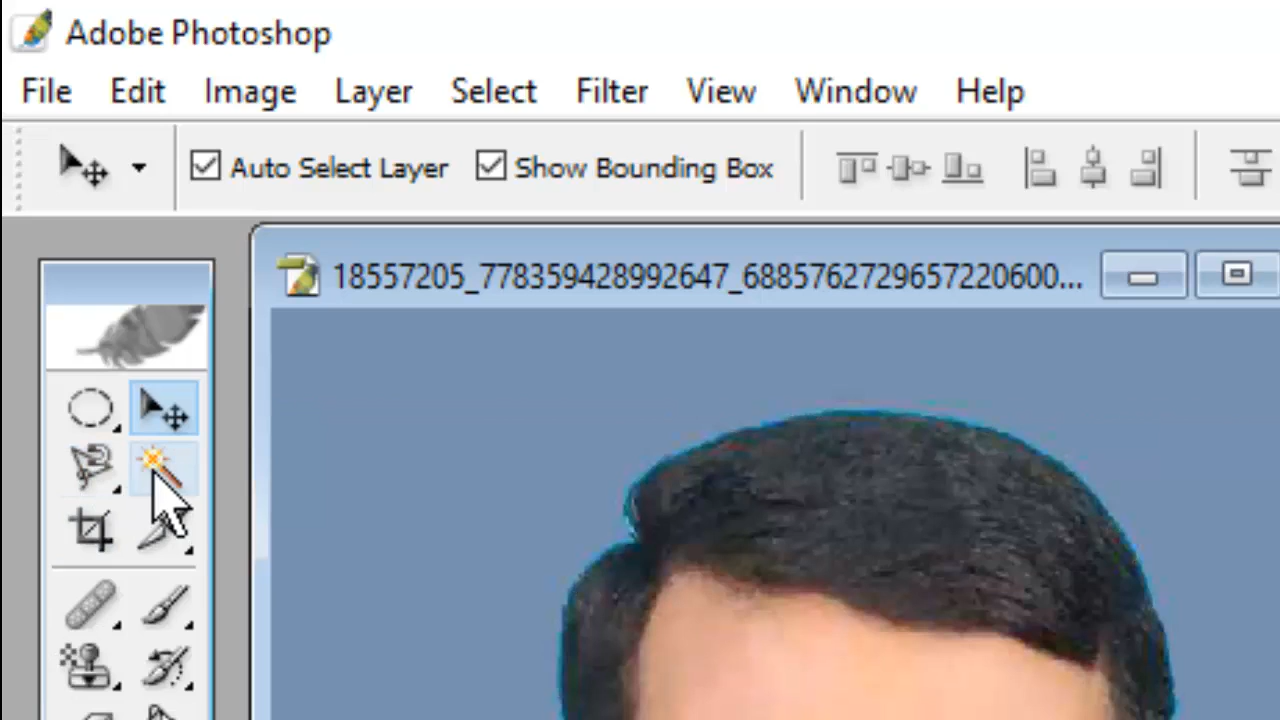 Adobe Photoshop
File Edit Image Layer Select Filter View Window Help
Auto Select Layer Show Bounding Box
18557205_778359428992647_6885762729657220600...